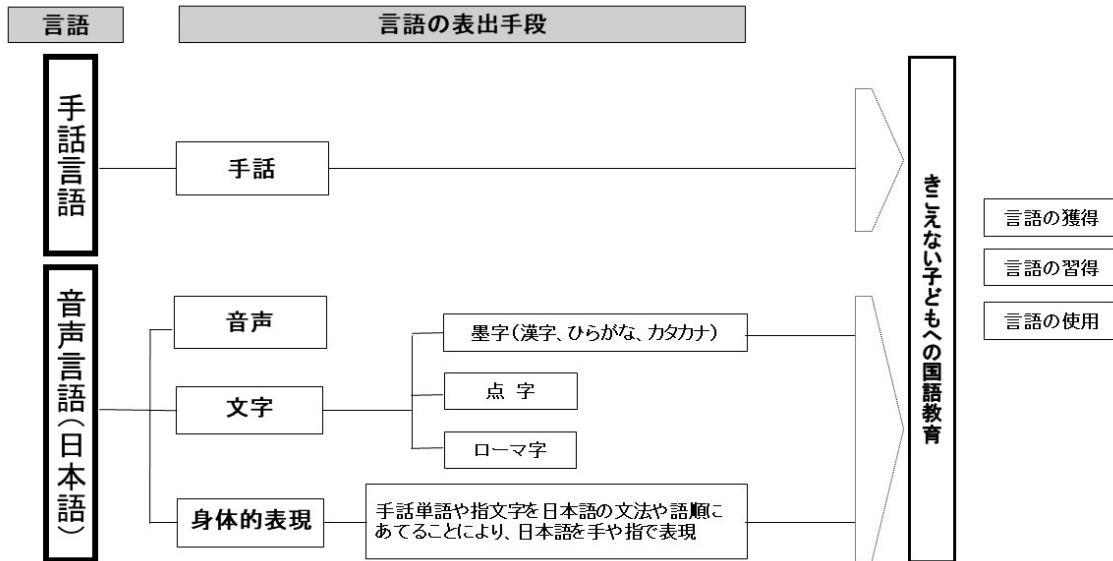 言語
言語の表出手段
手話言語
手話
音声言語(日本語)
音声
文字
墨字(漢字、ひらがな、カタカナ)
点 字
ローマ字
身体的表現
手話単語や指文字を日本語の文法や語順に
あてることにより、日本語を手や指で表現
きこえない子どもへの国語教育
言語の獲得
言語の習得
言語の使用